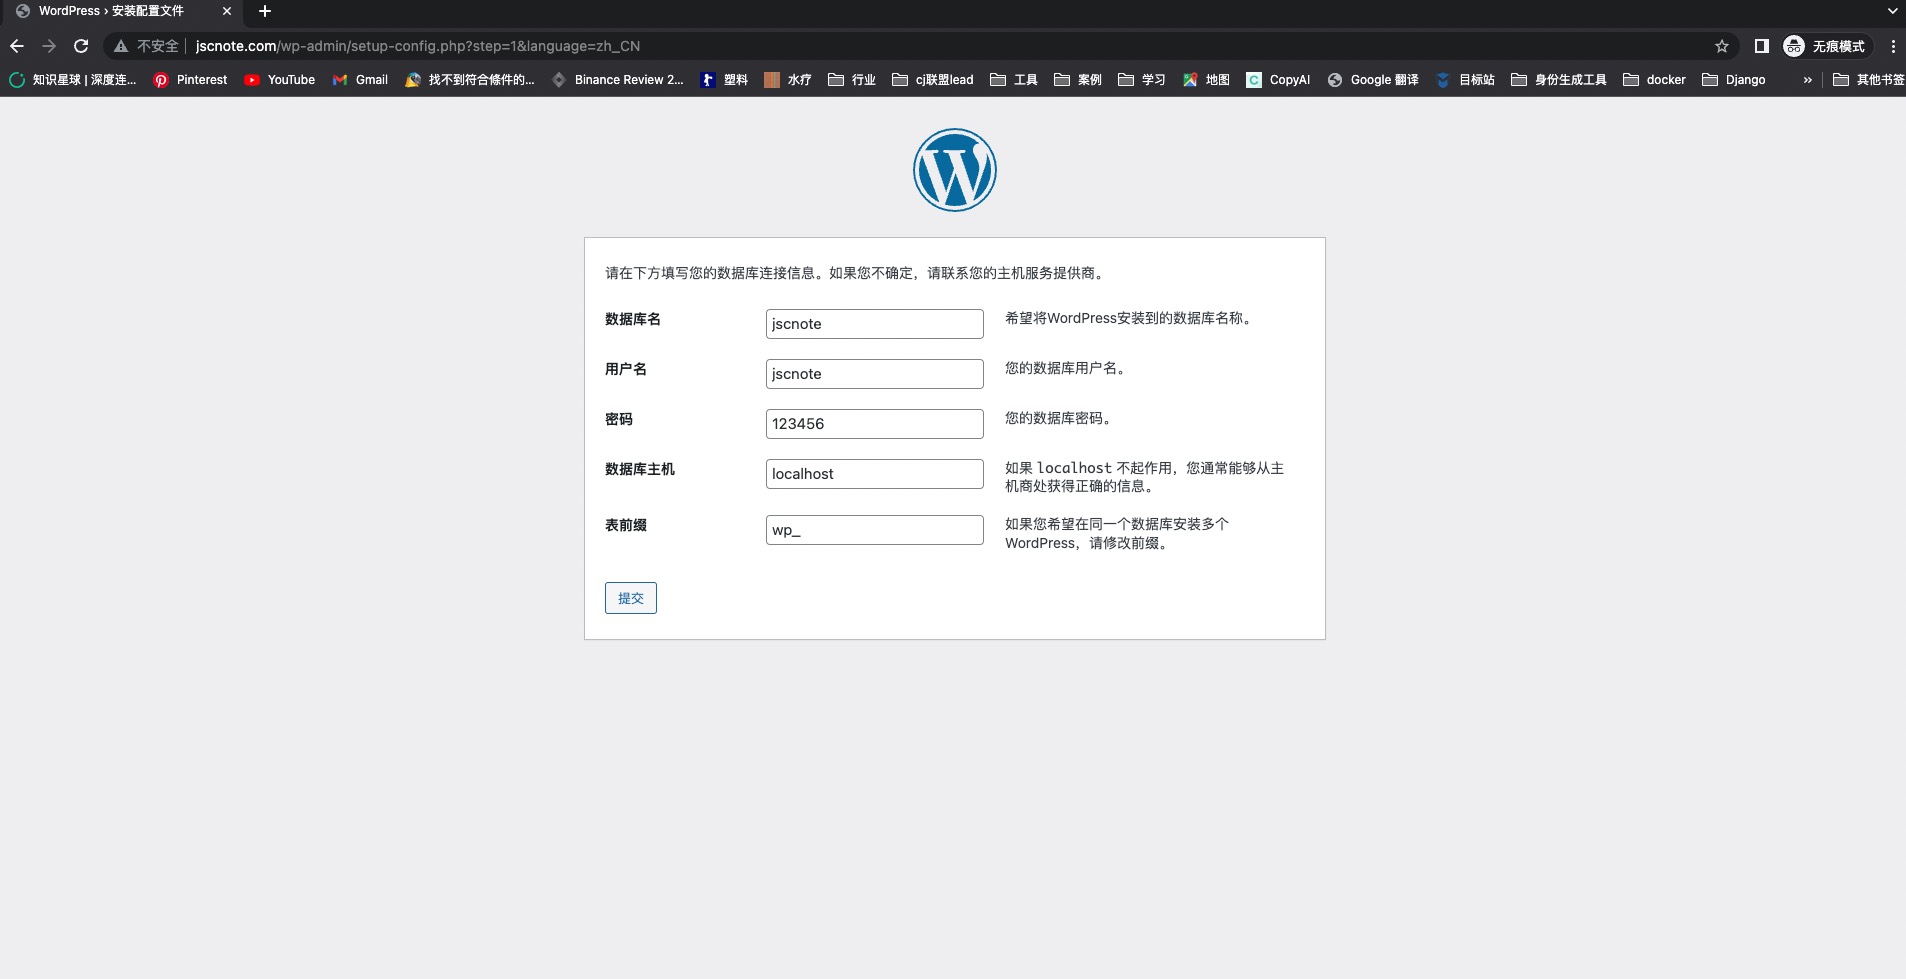 WordPress › 安装配置文件
不安全 jscnote.com/wp-admin/setup-config.php?step=1&language=zh_CN 无痕模式
知识星球 | 深度连... Pinterest YouTube Gmail 找不到符合條件的... Binance Review 2... 塑料 水疗 行业 cj联盟lead 工具 案例 学习 地图 CopyAI Google 翻译 目标站 身份生成工具 docker Django » 其他书签
请在下方填写您的数据库连接信息。如果您不确定，请联系您的主机服务提供商。
数据库名 jscnote 希望将WordPress安装到的数据库名称。
用户名 jscnote 您的数据库用户名。
密码 123456 您的数据库密码。
数据库主机 localhost 如果 localhost 不起作用，您通常能够从主
机商处获得正确的信息。
表前缀 wp_ 如果您希望在同一个数据库安装多个
WordPress，请修改前缀。
提交